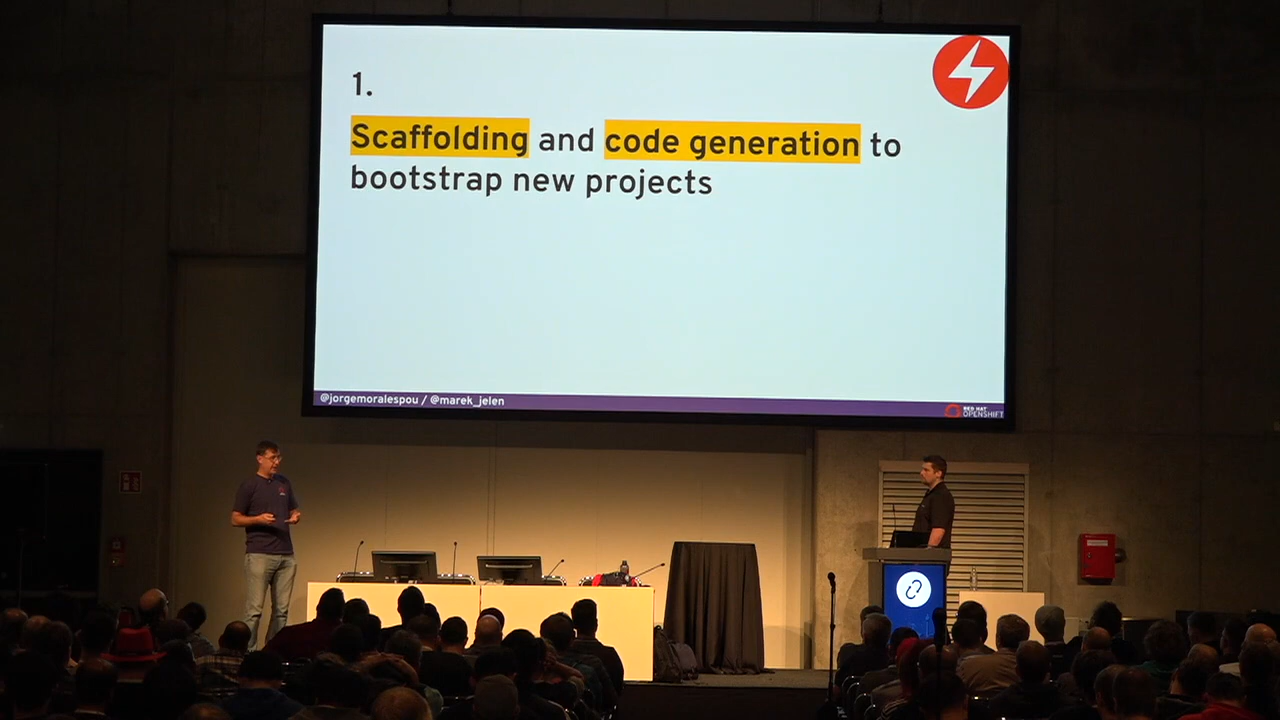 1.
Scaffolding and code generation to
bootstrap new projects
@jorgemoralespou / @marek_jelen
RED HAT
OPENSHIFT